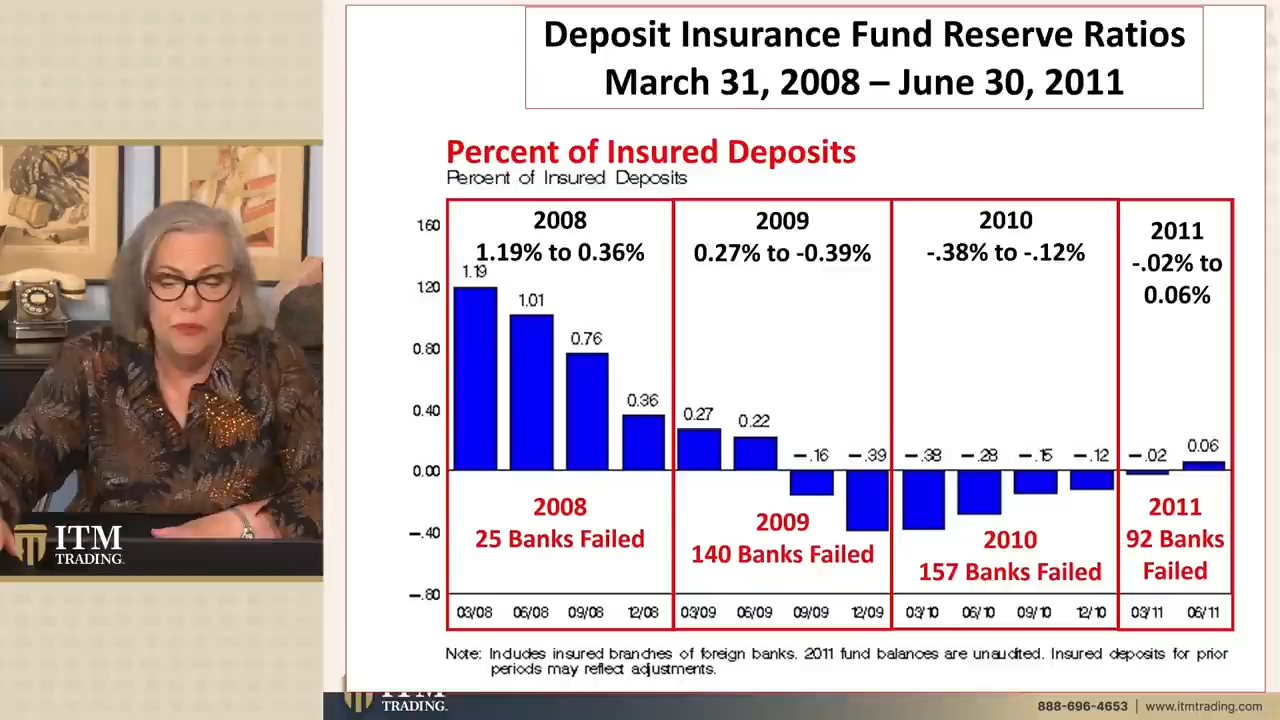 Deposit Insurance Fund Reserve Ratios
March 31, 2008 – June 30, 2011
Percent of Insured Deposits
Percent of Insured Deposits
1.60
1.20
0.80
0.40
0.00
-.40
-.80
2008
1.19% to 0.36%
2009
0.27% to -0.39%
2010
-.38% to -.12%
2011
-.02% to
0.06%
1.19
1.01
0.76
0.36
0.27
0.22
-.16
-.39
-.38
-.28
-.15
-.12
-.02
0.06
2008
25 Banks Failed
2009
140 Banks Failed
2010
157 Banks Failed
2011
92 Banks
Failed
03/08 06/08 09/08 12/08 03/09 06/09 09/09 12/09 03/10 06/10 09/10 12/10 03/11 06/11
Note: Includes insured branches of foreign banks. 2011 fund balances are unaudited. Insured deposits for prior
periods may reflect adjustments.
ITM
TRADING.
ITM
TRADING.
888-696-4653 | www.itmtrading.com